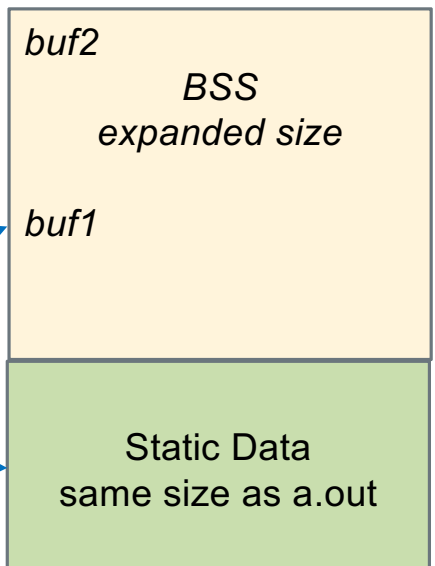 buf2
BSS
expanded size
buf1
Static Data
same size as a.out